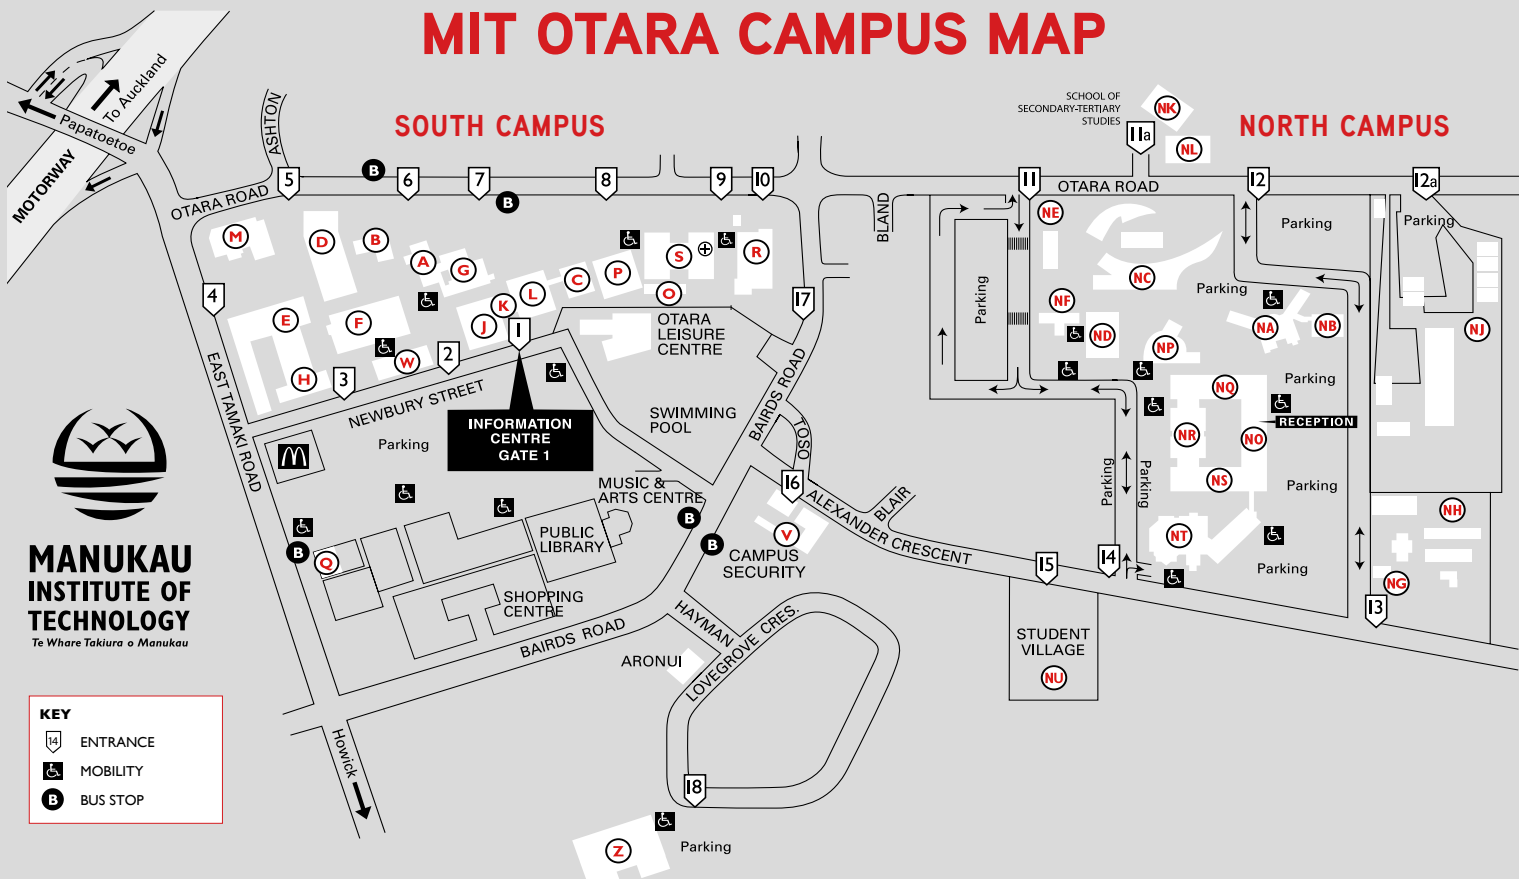 MIT OTARA CAMPUS MAP
SOUTH CAMPUS
NORTH CAMPUS
To Auckland
Papatoetoe
MOTORWAY
ASHTON
OTARA ROAD
5
B
6
7
B
8
9
10
BLAND
11
SCHOOL OF
SECONDARY-TERTIARY
STUDIES
11a
NK
NL
OTARA ROAD
12
12a
M
D
B
A
G
E
F
H
W
J
K
L
C
P
S
O
R
4
3
2
1
17
OTARA
LEISURE
CENTRE
EAST TAMAKI ROAD
NEWBURY STREET
INFORMATION
CENTRE
GATE 1
Parking
SWIMMING
POOL
BAIRDS ROAD
TOSO
MUSIC &
ARTS CENTRE
B
B
B
Q
PUBLIC
LIBRARY
SHOPPING
CENTRE
BAIRDS ROAD
16
V
CAMPUS
SECURITY
ALEXANDER CRESCENT
BLAIR
HAYMAN
ARONUI
LOVEGROVE CRES.
18
Z
Parking
Howick
NE
NC
NF
ND
NP
NA
NB
NJ
NQ
NR
NO
NS
NT
NH
NG
RECEPTION
Parking
Parking
Parking
Parking
Parking
Parking
Parking
Parking
Parking
15
14
13
STUDENT
VILLAGE
NU
MANUKAU
INSTITUTE OF
TECHNOLOGY
Te Whare Takiura o Manukau
KEY
14 ENTRANCE
MOBILITY
B BUS STOP